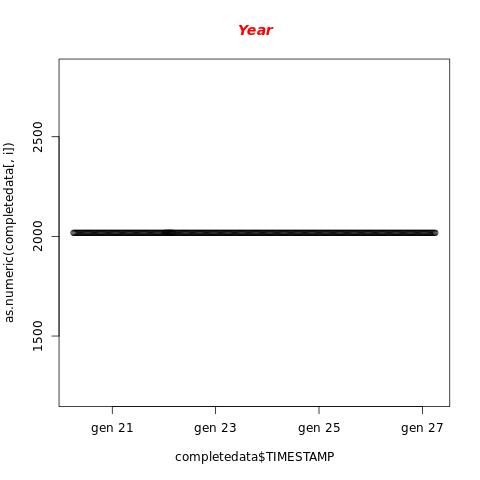 Year
as.numeric(completedata[, i])
2500
2000
1500
gen 21
gen 23
gen 25
gen 27
completedata$TIMESTAMP